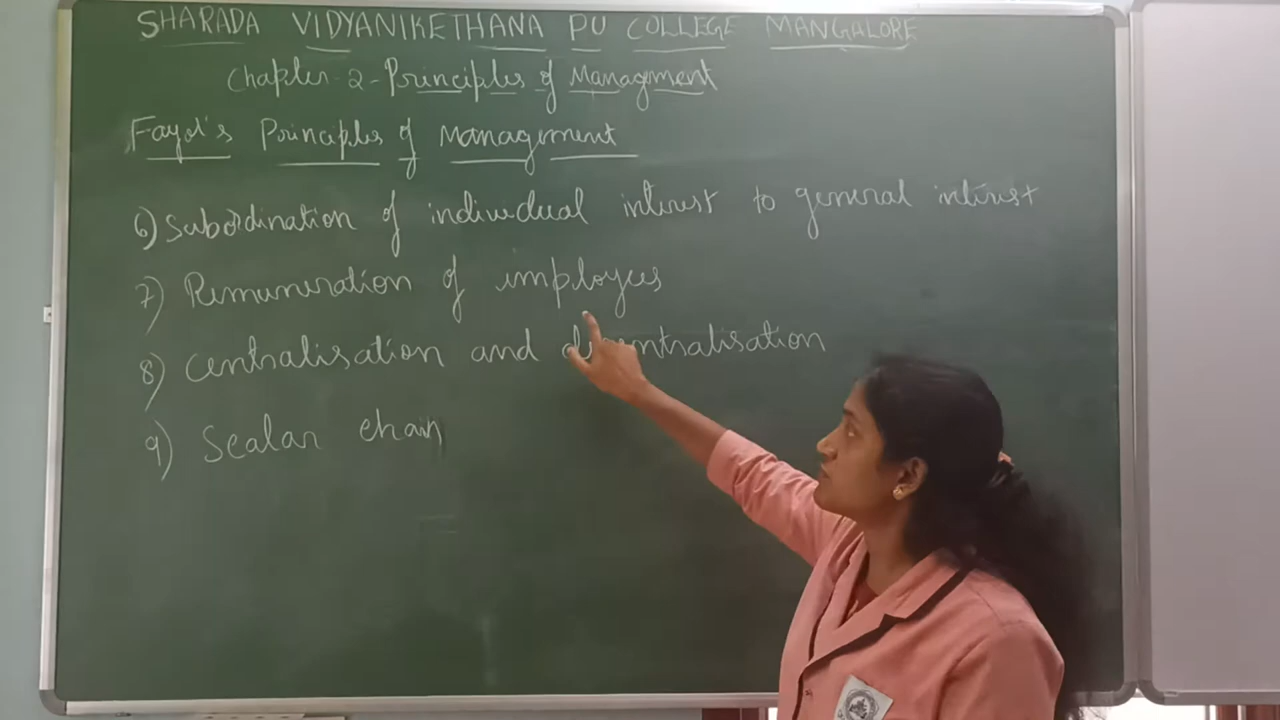 SHARADA VIDYANIKETHANA PU COLLEGE MANGALORE
Chapter-2-Principles of Management
Fayol's Principles of Management
6) Subordination of individual interest to general interest
7) Remuneration of employees
8) Centralisation and decentralisation
9) Scalar chain